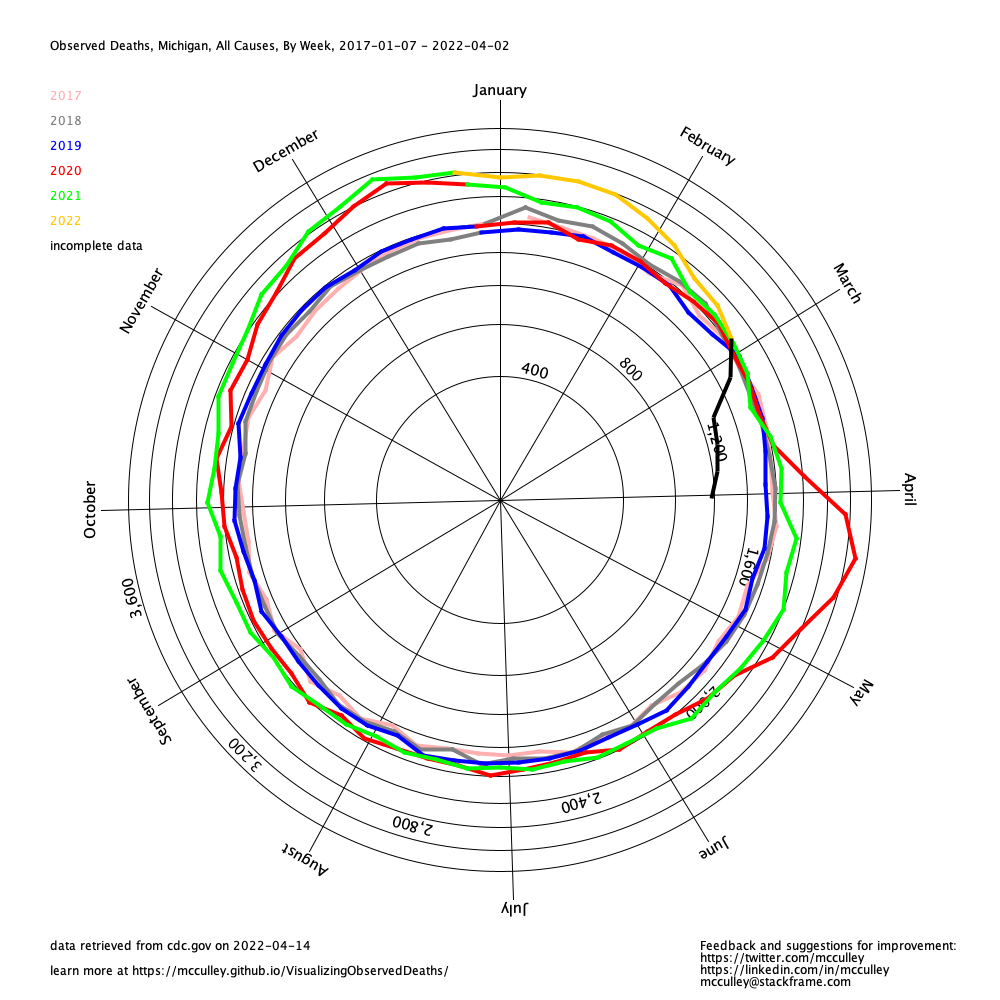 Observed Deaths, Michigan, All Causes, By Week, 2017-01-07 - 2022-04-02
January
February
March
April
May
June
July
August
September
October
November
December
2017
2018
2019
2020
2021
2022
incomplete data
400
800
1,200
1,600
2,000
2,400
2,800
3,200
3,600
data retrieved from cdc.gov on 2022-04-14
learn more at https://mcculley.github.io/VisualizingObservedDeaths/
Feedback and suggestions for improvement:
https://twitter.com/mcculley
https://linkedin.com/in/mcculley
mcculley@stackframe.com